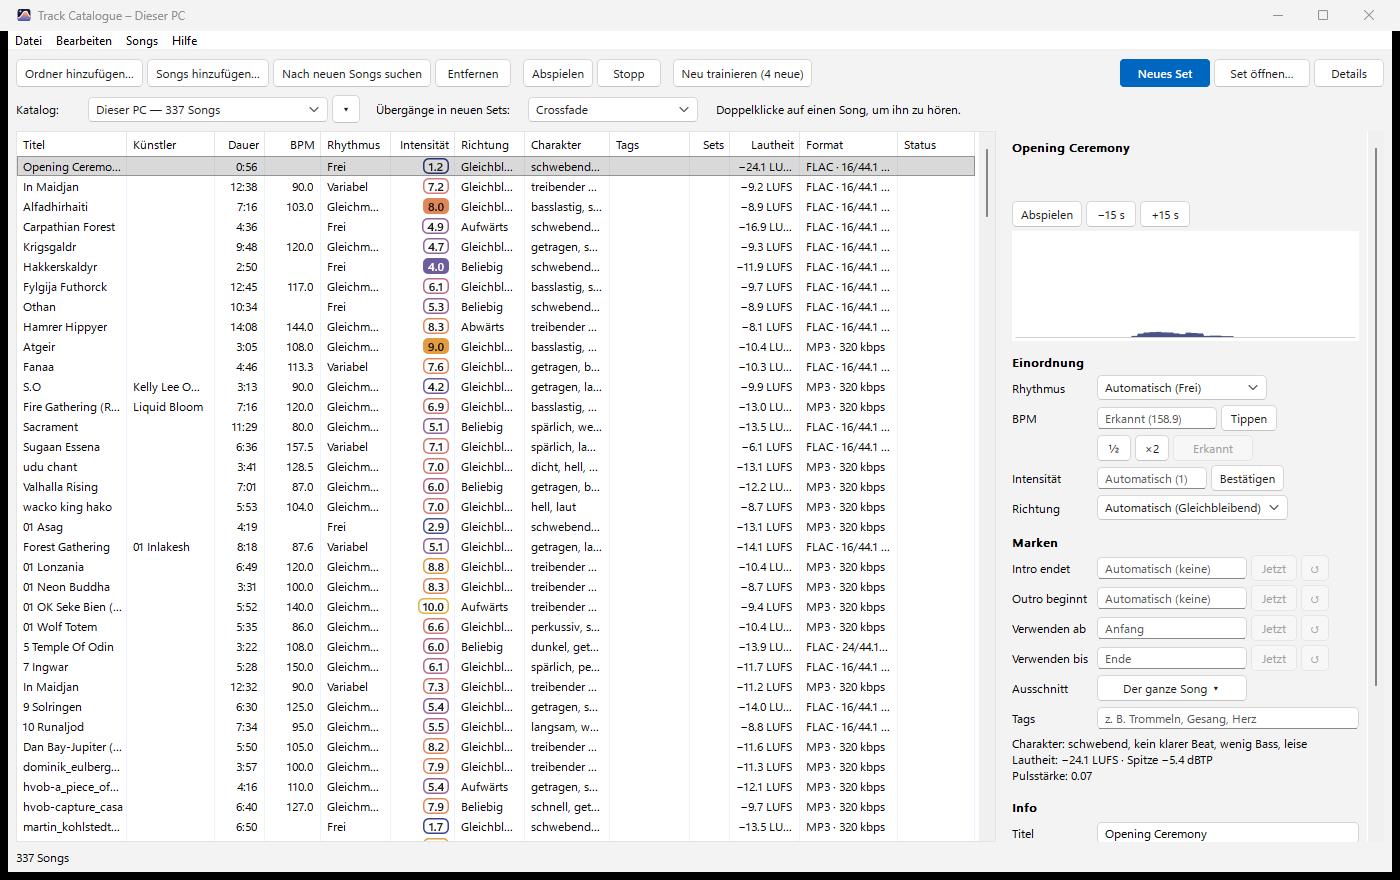 Track Catalogue – Dieser PC
Datei Bearbeiten Songs Hilfe
Ordner hinzufügen... Songs hinzufügen... Nach neuen Songs suchen Entfernen Abspielen Stopp Neu trainieren (4 neue) Neues Set Set öffnen... Details
Katalog: Dieser PC — 337 Songs Übergänge in neuen Sets: Crossfade Doppelklicke auf einen Song, um ihn zu hören.
Titel Künstler Dauer BPM Rhythmus Intensität Richtung Charakter Tags Sets Lautheit Format Status
Opening Ceremo... 0:56 Frei 1.2 Gleichbl... schwebend... −24.1 LU... FLAC · 16/44.1 ...
In Maidjan 12:38 90.0 Variabel 7.2 Gleichbl... treibender ... −9.2 LUFS FLAC · 16/44.1 ...
Alfadhirhaiti 7:16 103.0 Gleichm... 8.0 Gleichbl... basslastig, s... −8.9 LUFS FLAC · 16/44.1 ...
Carpathian Forest 4:36 Frei 4.9 Aufwärts schwebend... −16.9 LU... FLAC · 16/44.1 ...
Krigsgaldr 9:48 120.0 Gleichm... 4.7 Gleichbl... getragen, s... −9.3 LUFS FLAC · 16/44.1 ...
Hakkerskaldyr 2:50 Frei 4.0 Beliebig schwebend... −11.9 LUFS FLAC · 16/44.1 ...
Fylgija Futhorck 12:45 117.0 Gleichm... 6.1 Gleichbl... basslastig, s... −9.7 LUFS FLAC · 16/44.1 ...
Othan 10:34 Frei 5.3 Beliebig schwebend... −8.9 LUFS FLAC · 16/44.1 ...
Hamrer Hippyer 14:08 144.0 Gleichm... 8.3 Abwärts treibender ... −8.1 LUFS FLAC · 16/44.1 ...
Atgeir 3:05 108.0 Gleichm... 9.0 Gleichbl... basslastig, ... −10.4 LU... MP3 · 320 kbps
Fanaa 4:46 113.3 Variabel 7.6 Gleichbl... getragen, b... −10.3 LU... FLAC · 16/44.1 ...
S.O Kelly Lee O... 3:13 90.0 Gleichm... 4.2 Gleichbl... getragen, la... −9.9 LUFS MP3 · 320 kbps
Fire Gathering (R... Liquid Bloom 7:16 120.0 Gleichm... 6.9 Gleichbl... basslastig, ... −13.0 LU... MP3 · 320 kbps
Sacrament 11:29 80.0 Gleichm... 5.1 Beliebig spärlich, we... −13.5 LU... FLAC · 16/44.1 ...
Sugaan Essena 6:36 157.5 Variabel 7.1 Gleichbl... spärlich, la... −6.1 LUFS FLAC · 16/44.1 ...
udu chant 3:41 128.5 Gleichm... 7.0 Gleichbl... dicht, hell, ... −13.1 LUFS MP3 · 320 kbps
Valhalla Rising 7:01 87.0 Gleichm... 6.0 Beliebig getragen, b... −12.2 LUFS MP3 · 320 kbps
wacko king hako 5:53 104.0 Gleichm... 7.0 Gleichbl... hell, laut −8.7 LUFS MP3 · 320 kbps
01 Asag 4:19 Frei 2.9 Gleichbl... schwebend... −13.1 LUFS MP3 · 320 kbps
Forest Gathering 01 Inlakesh 8:18 87.6 Variabel 5.1 Gleichbl... getragen, la... −14.1 LUFS FLAC · 16/44.1 ...
01 Lonzania 6:49 120.0 Gleichm... 8.8 Gleichbl... treibender ... −10.4 LU... MP3 · 320 kbps
01 Neon Buddha 3:31 100.0 Gleichm... 8.3 Gleichbl... treibender ... −8.7 LUFS MP3 · 320 kbps
01 OK Seke Bien (... 5:52 140.0 Gleichm... 10.0 Aufwärts treibender ... −9.4 LUFS MP3 · 320 kbps
01 Wolf Totem 5:35 86.0 Gleichm... 6.6 Gleichbl... perkussiv, s... −10.4 LU... MP3 · 320 kbps
5 Temple Of Odin 3:22 108.0 Gleichm... 6.0 Beliebig dunkel, get... −13.9 LU... FLAC · 24/44.1...
7 Ingwar 5:28 150.0 Gleichm... 6.1 Gleichbl... spärlich, pe... −11.7 LUFS FLAC · 16/44.1 ...
In Maidjan 12:32 90.0 Variabel 7.3 Gleichbl... treibender ... −11.2 LUFS MP3 · 320 kbps
9 Solringen 6:30 125.0 Gleichm... 5.4 Gleichbl... getragen, s... −14.0 LU... FLAC · 16/44.1 ...
10 Runaljod 7:34 95.0 Gleichm... 5.5 Gleichbl... langsam, w... −8.8 LUFS FLAC · 16/44.1 ...
Dan Bay-Jupiter (... 5:50 105.0 Gleichm... 8.2 Gleichbl... treibender ... −11.6 LUFS MP3 · 320 kbps
dominik_eulberg... 3:57 100.0 Gleichm... 7.9 Gleichbl... treibender ... −11.3 LUFS MP3 · 320 kbps
hvob-a_piece_of... 4:16 110.0 Gleichm... 5.4 Aufwärts getragen, s... −12.1 LUFS MP3 · 320 kbps
hvob-capture_casa 6:40 127.0 Gleichm... 7.9 Beliebig schnell, get... −9.7 LUFS MP3 · 320 kbps
martin_kohlstedt... 6:50 Frei 1.7 Gleichbl... schwebend... −13.5 LUFS MP3 · 320 kbps
337 Songs
Opening Ceremony
Abspielen −15 s +15 s
Einordnung
Rhythmus Automatisch (Frei)
BPM Erkannt (158.9) Tippen
½ ×2 Erkannt
Intensität Automatisch (1) Bestätigen
Richtung Automatisch (Gleichbleibend)
Marken
Intro endet Automatisch (keine) Jetzt ↺
Outro beginnt Automatisch (keine) Jetzt ↺
Verwenden ab Anfang Jetzt ↺
Verwenden bis Ende Jetzt ↺
Ausschnitt Der ganze Song
Tags z. B. Trommeln, Gesang, Herz
Charakter: schwebend, kein klarer Beat, wenig Bass, leise
Lautheit: −24.1 LUFS · Spitze −5.4 dBTP
Pulsstärke: 0.07
Info
Titel Opening Ceremony